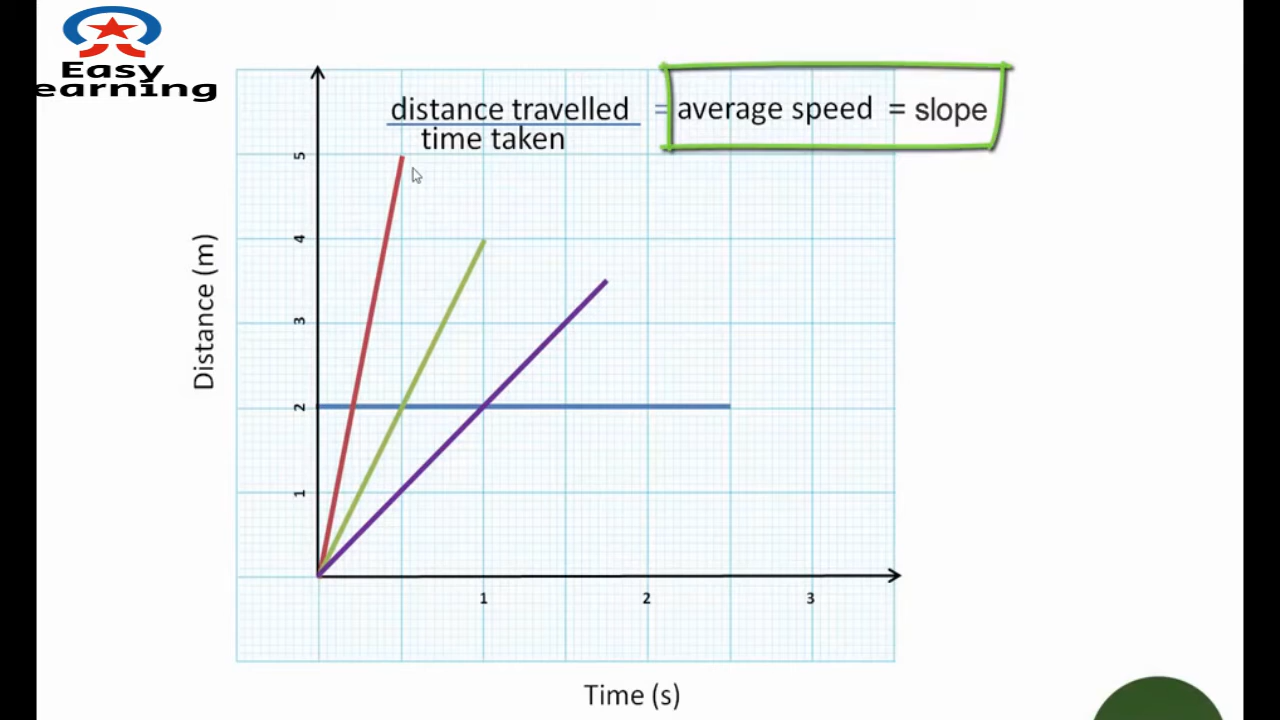 Easy
earning
distance travelled
time taken
= average speed = slope
5
4
3
2
1
Distance (m)
1 2 3
Time (s)